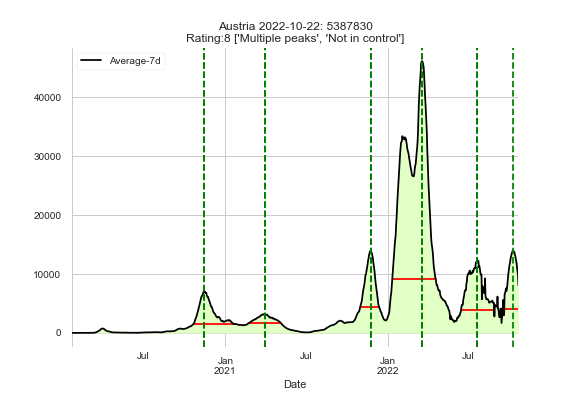 Austria 2022-10-22: 5387830
Rating:8 ['Multiple peaks', 'Not in control']
Average-7d
40000
30000
20000
10000
0
Jul
Jan
2021
Jul
Jan
2022
Jul
Date